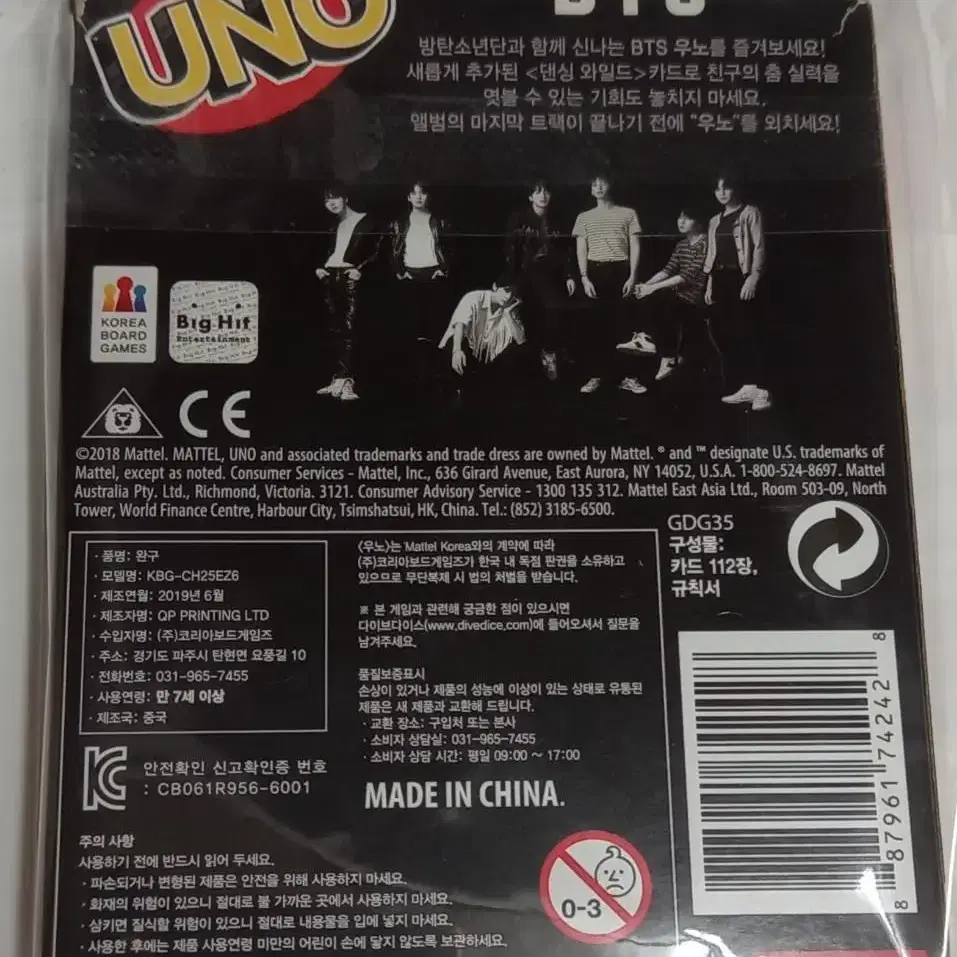 UNO
BTS
방탄소년단과 함께 신나는 BTS 우노를 즐겨보세요!
새롭게 추가된 <댄싱 와일드>카드로 친구의 춤 실력을
엿볼 수 있는 기회도 놓치지 마세요.
앨범의 마지막 트랙이 끝나기 전에 "우노"를 외치세요!
KOREA
BOARD
GAMES
Big Hit
Entertainment
CE
©2018 Mattel. MATTEL, UNO and associated trademarks and trade dress are owned by Mattel. ® and ™ designate U.S. trademarks of
Mattel, except as noted. Consumer Services - Mattel, Inc., 636 Girard Avenue, East Aurora, NY 14052, U.S.A. 1-800-524-8697. Mattel
Australia Pty. Ltd., Richmond, Victoria. 3121. Consumer Advisory Service - 1300 135 312. Mattel East Asia Ltd., Room 503-09, North
Tower, World Finance Centre, Harbour City, Tsimshatsui, HK, China. Tel.: (852) 3185-6500.
· 품명: 완구
· 모델명: KBG-CH25EZ6
· 제조연월: 2019년 6월
· 제조자명: QP PRINTING LTD
· 수입자명: (주)코리아보드게임즈
· 주소: 경기도 파주시 탄현면 요풍길 10
· 전화번호: 031-965-7455
· 사용연령: 만 7세 이상
· 제조국: 중국
<우노>는 Mattel Korea와의 계약에 따라
(주)코리아보드게임즈가 한국 내 독점 판권을 소유하고
있으므로 무단복제 시 법의 처벌을 받습니다.
※ 본 게임과 관련해 궁금한 점이 있으시면
다이브다이스(www.divedice.com)에 들어오셔서 질문을
남겨주세요.
품질보증표시
손상이 있거나 제품의 성능에 이상이 있는 상태로 유통된
제품은 새 제품과 교환해 드립니다.
· 교환 장소: 구입처 또는 본사
· 소비자 상담실: 031-965-7455
· 소비자 상담 시간: 평일 09:00 ~ 17:00
GDG35
구성물:
카드 112장,
규칙서
안전확인 신고확인증 번호
: CB061R956-6001
MADE IN CHINA.
주의 사항
사용하기 전에 반드시 읽어 두세요.
· 파손되거나 변형된 제품은 안전을 위해 사용하지 마세요.
· 화재의 위험이 있으니 절대로 불 가까운 곳에서 사용하지 마세요.
· 삼키면 질식할 위험이 있으니 절대로 내용물을 입에 넣지 마세요.
· 사용한 후에는 제품 사용연령 미만의 어린이 손에 닿지 않도록 보관하세요.
0-3
8 87961 74242 8